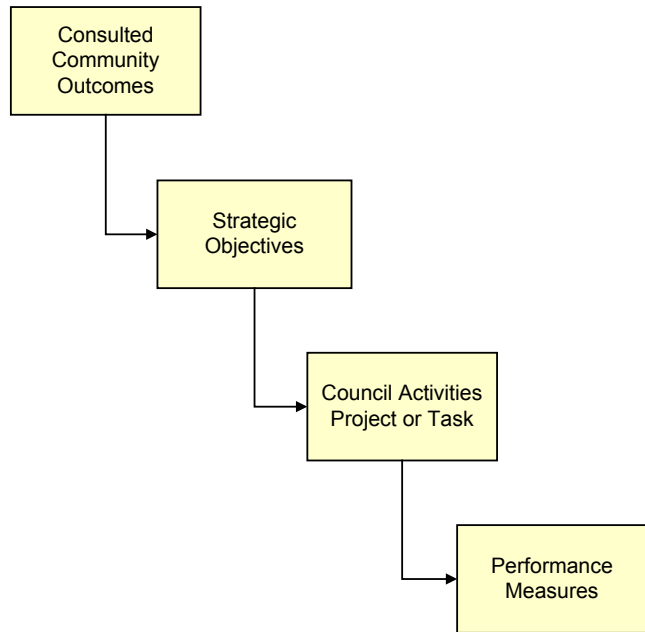 Consulted
Community
Outcomes
Strategic
Objectives
Council Activities
Project or Task
Performance
Measures